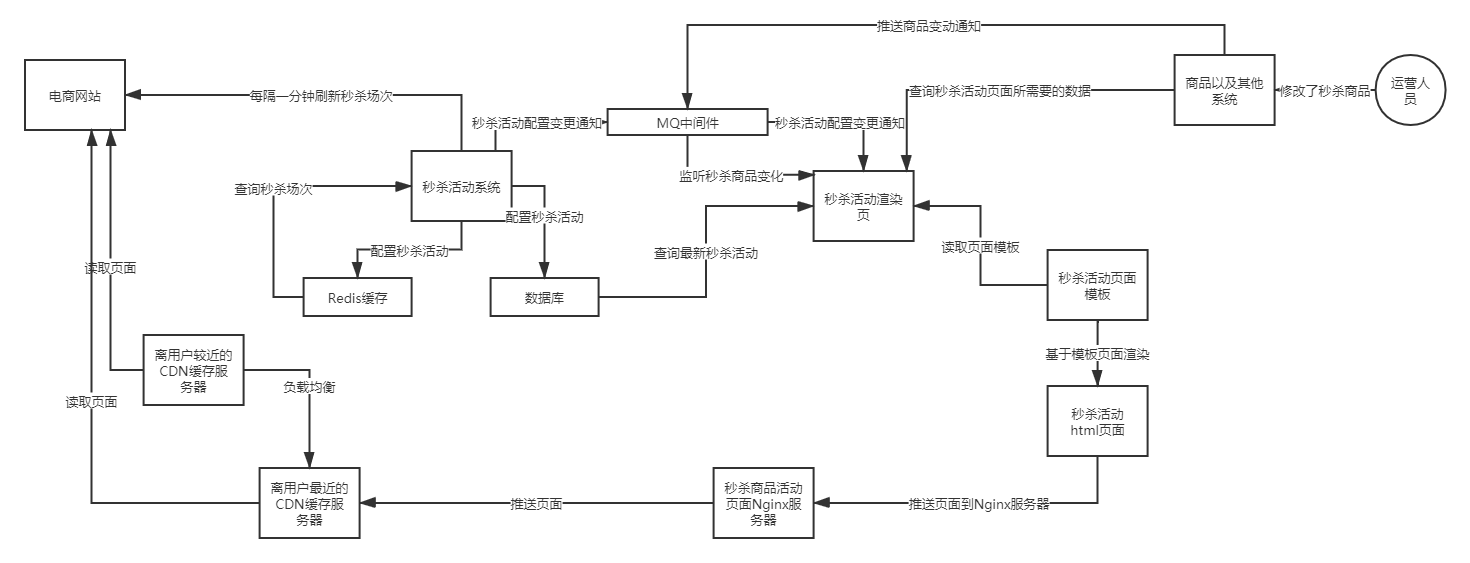 推送商品变动通知
电商网站
每隔一分钟刷新秒杀场次
查询秒杀活动页面所需要的数据
商品以及其他
系统
修改了秒杀商品
运营人
员
秒杀活动配置变更通知
MQ中间件
秒杀活动配置变更通知
监听秒杀商品变化
查询秒杀场次
秒杀活动系统
配置秒杀活动
秒杀活动渲染
页
配置秒杀活动
查询最新秒杀活动
读取页面模板
读取页面
Redis缓存
数据库
秒杀活动页面
模板
离用户较近的
CDN缓存服
务器
基于模板页面渲染
负载均衡
读取页面
秒杀活动
html页面
离用户最近的
CDN缓存服
务器
推送页面
秒杀商品活动
页面Nginx服
务器
推送页面到Nginx服务器